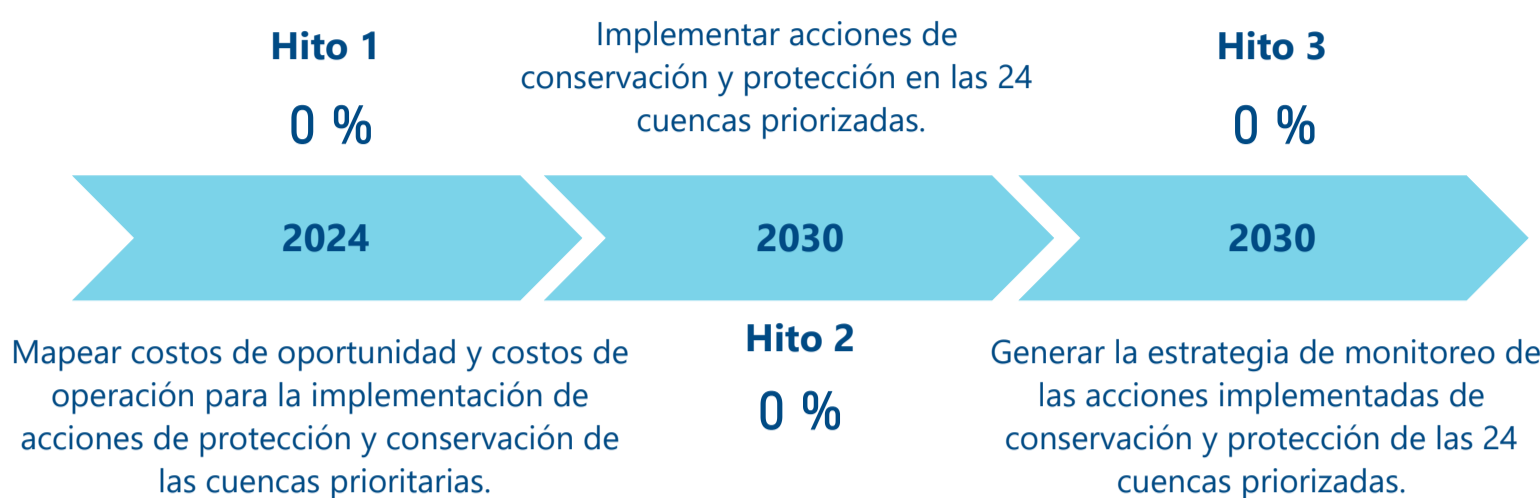 Hito 1
0 %
2024
Mapear costos de oportunidad y costos de
operación para la implementación de
acciones de protección y conservación de
las cuencas prioritarias.
Implementar acciones de
conservación y protección en las 24
cuencas priorizadas.
2030
Hito 2
0 %
Hito 3
0 %
2030
Generar la estrategia de monitoreo de
las acciones implementadas de
conservación y protección de las 24
cuencas priorizadas.